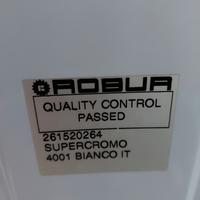 ROBUR
QUALITY CONTROL
PASSED
261520264
SUPERCROMO
4001 BIANCO IT